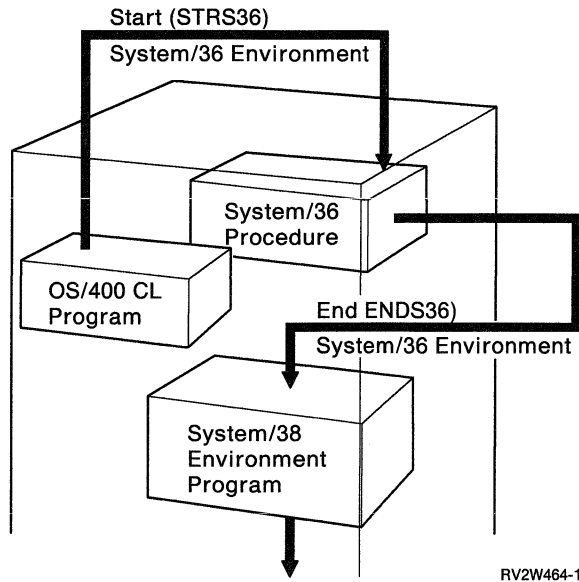 Start (STRS36)
System/36 Environment
System/36
Procedure
OS/400 CL
Program
End ENDS36)
System/36 Environment
System/38
Environment
Program
RV2W464-1